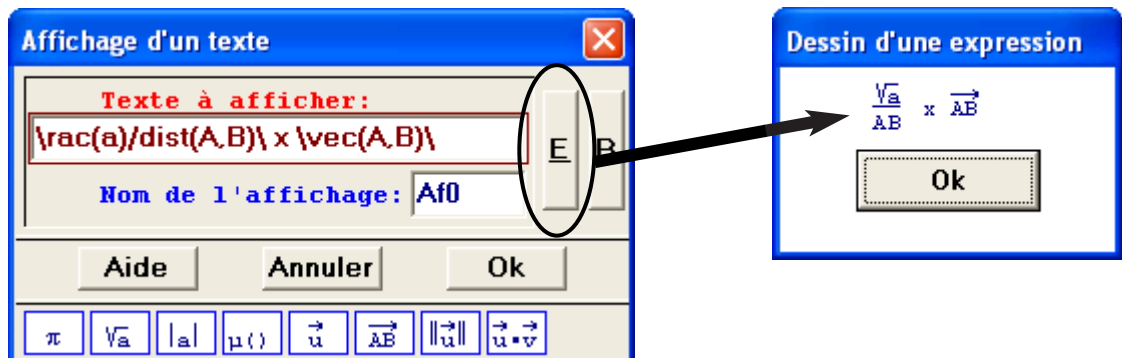 Affichage d'un texte
Texte à afficher:
\rac(a)/dist(A,B)\ x \vec(A,B)\
E
B
Nom de l'affichage: Af0
Aide Annuler Ok
π √a |a| μ() u⃗ AB⃗ ‖u⃗‖ u⃗·v⃗
Dessin d'une expression
√a/AB x AB⃗
Ok